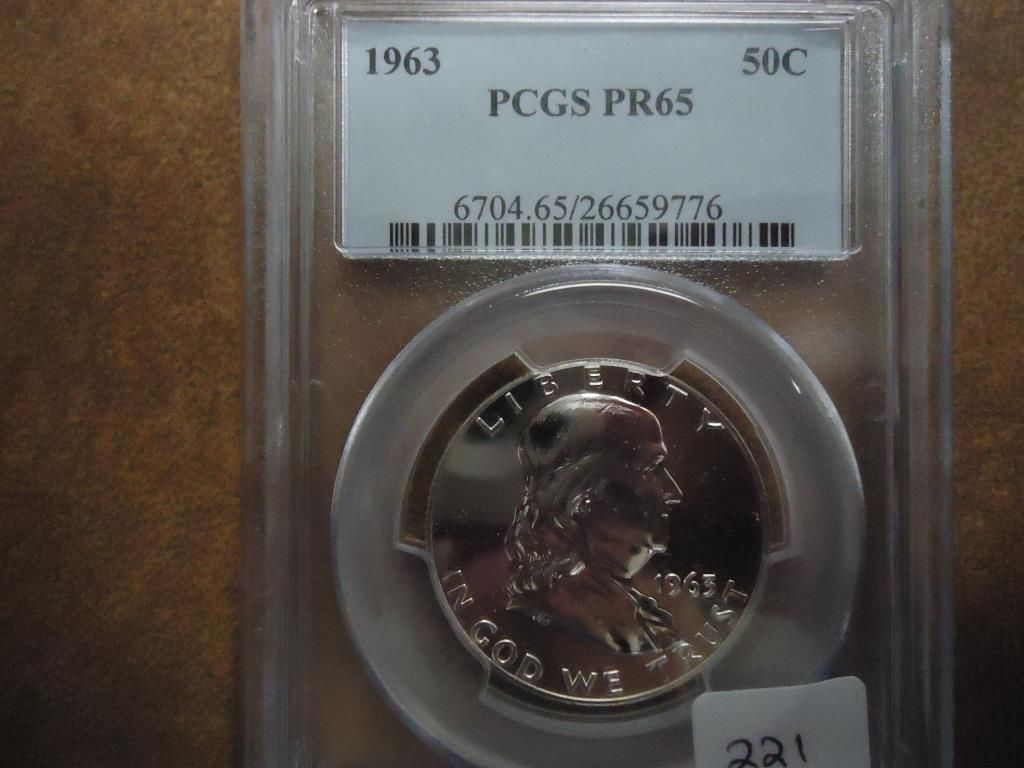 1963 50C
PCGS PR65
6704.65/26659776
LIBERTY
1963
IN GOD WE TRUST
221